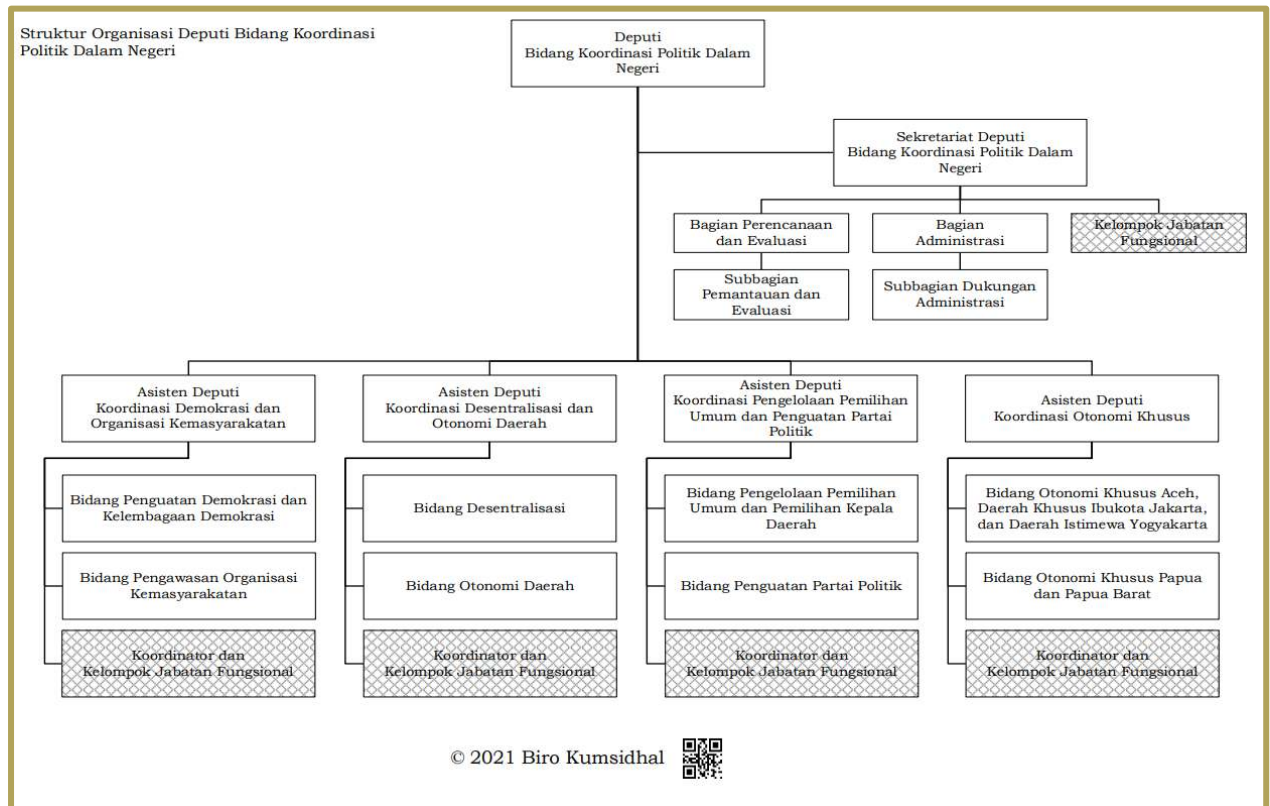 Struktur Organisasi Deputi Bidang Koordinasi
Politik Dalam Negeri
Deputi
Bidang Koordinasi Politik Dalam
Negeri
Sekretariat Deputi
Bidang Koordinasi Politik Dalam
Negeri
Bagian Perencanaan
dan Evaluasi
Bagian
Administrasi
Kelompok Jabatan
Fungsional
Subbagian
Pemantauan dan
Evaluasi
Subbagian Dukungan
Administrasi
Asisten Deputi
Koordinasi Demokrasi dan
Organisasi Kemasyarakatan
Asisten Deputi
Koordinasi Desentralisasi dan
Otonomi Daerah
Asisten Deputi
Koordinasi Pengelolaan Pemilihan
Umum dan Penguatan Partai
Politik
Asisten Deputi
Koordinasi Otonomi Khusus
Bidang Penguatan Demokrasi dan
Kelembagaan Demokrasi
Bidang Desentralisasi
Bidang Pengelolaan Pemilihan
Umum dan Pemilihan Kepala
Daerah
Bidang Otonomi Khusus Aceh,
Daerah Khusus Ibukota Jakarta,
dan Daerah Istimewa Yogyakarta
Bidang Pengawasan Organisasi
Kemasyarakatan
Bidang Otonomi Daerah
Bidang Penguatan Partai Politik
Bidang Otonomi Khusus Papua
dan Papua Barat
Koordinator dan
Kelompok Jabatan Fungsional
Koordinator dan
Kelompok Jabatan Fungsional
Koordinator dan
Kelompok Jabatan Fungsional
Koordinator dan
Kelompok Jabatan Fungsional
© 2021 Biro Kumsidhal